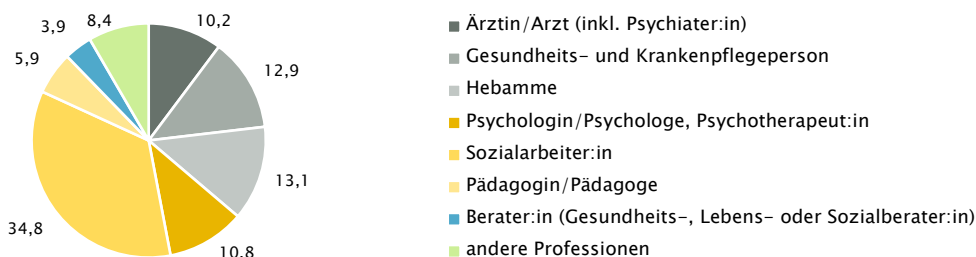 3,9
8,4
10,2
5,9
12,9
34,8
13,1
10,8
Ärztin/Arzt (inkl. Psychiater:in)
Gesundheits- und Krankenpflegeperson
Hebamme
Psychologin/Psychologe, Psychotherapeut:in
Sozialarbeiter:in
Pädagogin/Pädagoge
Berater:in (Gesundheits-, Lebens- oder Sozialberater:in)
andere Professionen